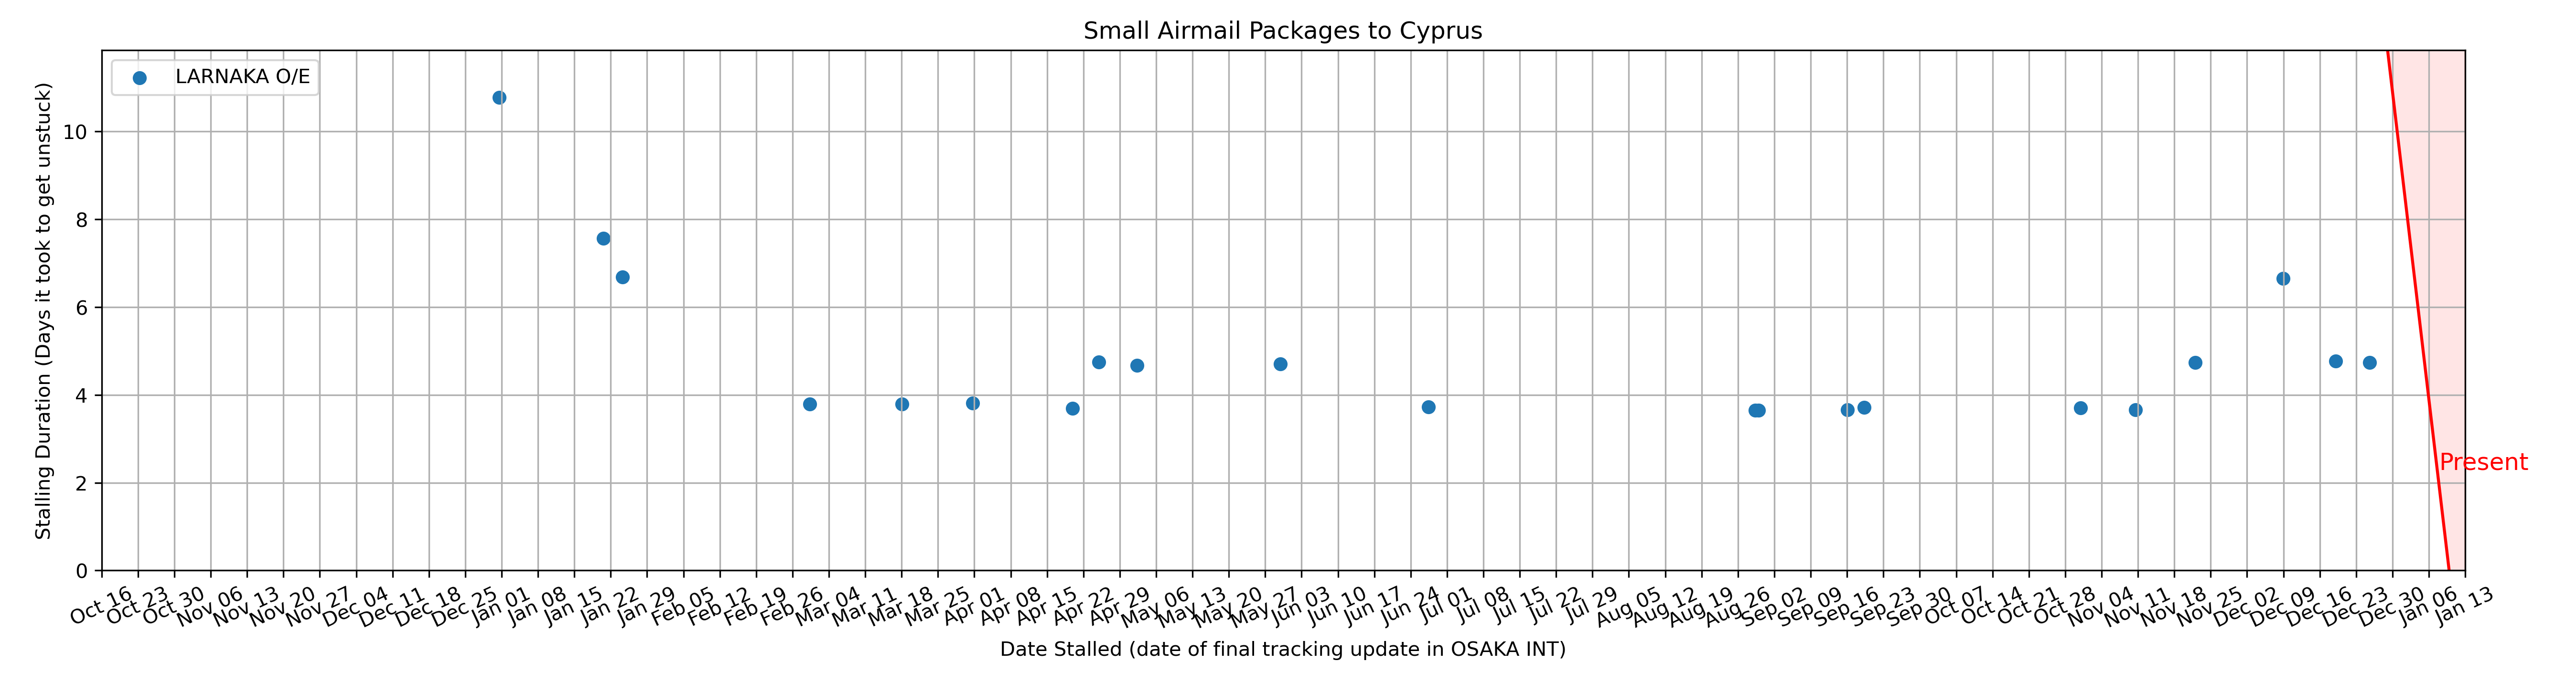 Small Airmail Packages to Cyprus
LARNAKA O/E
Stalling Duration (Days it took to get unstuck)
10
8
6
4
2
0
Present
Oct 16
Oct 23
Oct 30
Nov 06
Nov 13
Nov 20
Nov 27
Dec 04
Dec 11
Dec 18
Dec 25
Jan 01
Jan 08
Jan 15
Jan 22
Jan 29
Feb 05
Feb 12
Feb 19
Feb 26
Mar 04
Mar 11
Mar 18
Mar 25
Apr 01
Apr 08
Apr 15
Apr 22
Apr 29
May 06
May 13
May 20
May 27
Jun 03
Jun 10
Jun 17
Jun 24
Jul 01
Jul 08
Jul 15
Jul 22
Jul 29
Aug 05
Aug 12
Aug 19
Aug 26
Sep 02
Sep 09
Sep 16
Sep 23
Sep 30
Oct 07
Oct 14
Oct 21
Oct 28
Nov 04
Nov 11
Nov 18
Nov 25
Dec 02
Dec 09
Dec 16
Dec 23
Dec 30
Jan 06
Jan 13
Date Stalled (date of final tracking update in OSAKA INT)